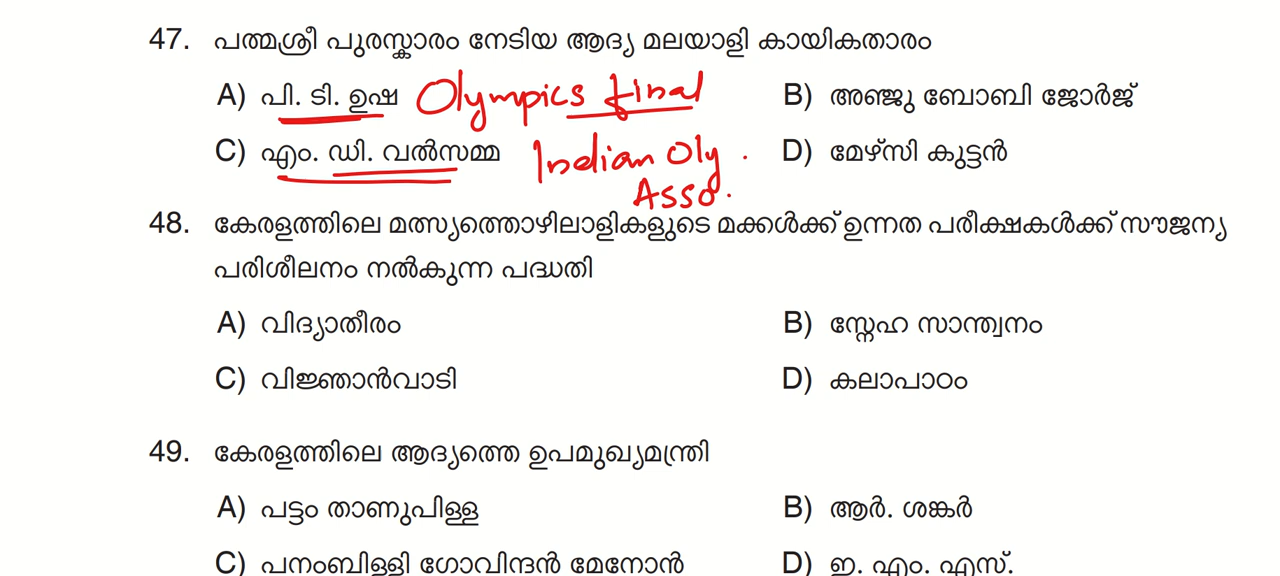 47. പത്മശ്രീ പുരസ്കാരം നേടിയ ആദ്യ മലയാളി കായികതാരം
A) പി. ടി. ഉഷ Olympics final B) അഞ്ജു ബോബി ജോർജ്
C) എം. ഡി. വൽസമ്മ Indian Oly . D) മേഴ്സി കുട്ടൻ
Asso.
48. കേരളത്തിലെ മത്സ്യത്തൊഴിലാളികളുടെ മക്കൾക്ക് ഉന്നത പരീക്ഷകൾക്ക് സൗജന്യ
പരിശീലനം നൽകുന്ന പദ്ധതി
A) വിദ്യാതീരം B) സ്നേഹ സാന്ത്വനം
C) വിജ്ഞാൻവാടി D) കലാപാഠം
49. കേരളത്തിലെ ആദ്യത്തെ ഉപമുഖ്യമന്ത്രി
A) പട്ടം താണുപിള്ള B) ആർ. ശങ്കർ
C) പനംബിള്ളി ഗോവിന്ദൻ മേനോൻ D) ഇ. എം. എസ്.